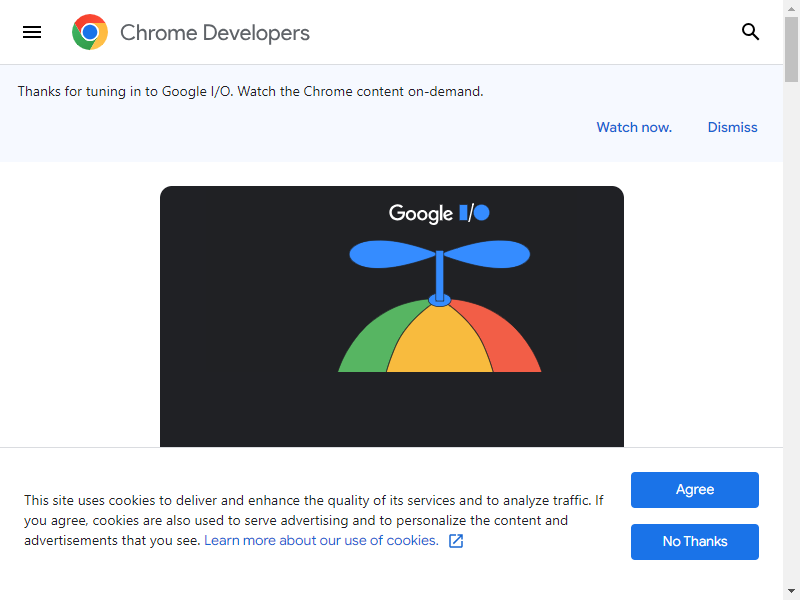 Chrome Developers
Thanks for tuning in to Google I/O. Watch the Chrome content on-demand.
Watch now.
Dismiss
Google I/O
This site uses cookies to deliver and enhance the quality of its services and to analyze traffic. If
you agree, cookies are also used to serve advertising and to personalize the content and
advertisements that you see. Learn more about our use of cookies.
Agree
No Thanks